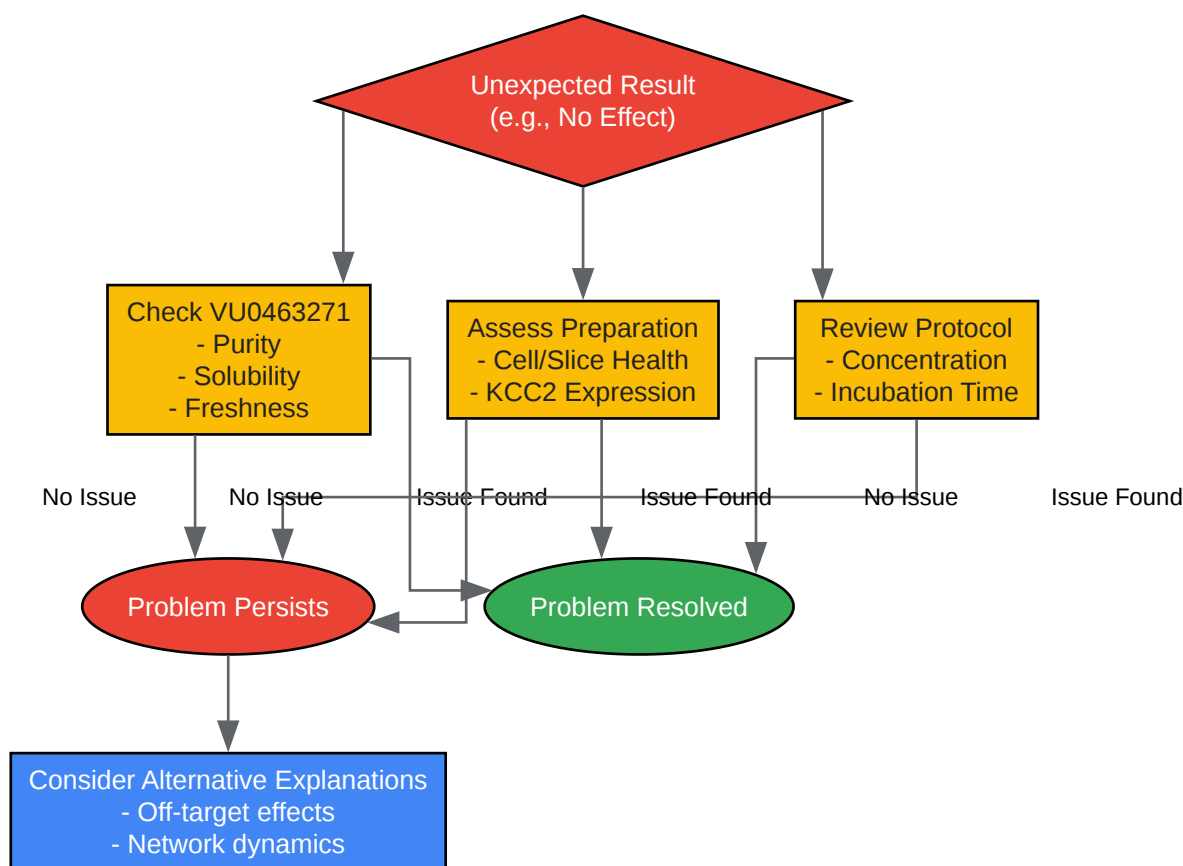 Unexpected Result
(e.g., No Effect)
Check VU0463271
- Purity
- Solubility
- Freshness
Assess Preparation
- Cell/Slice Health
- KCC2 Expression
Review Protocol
- Concentration
- Incubation Time
No Issue
No Issue
Issue Found
Issue Found
No Issue
Issue Found
Problem Persists
Problem Resolved
Consider Alternative Explanations
- Off-target effects
- Network dynamics